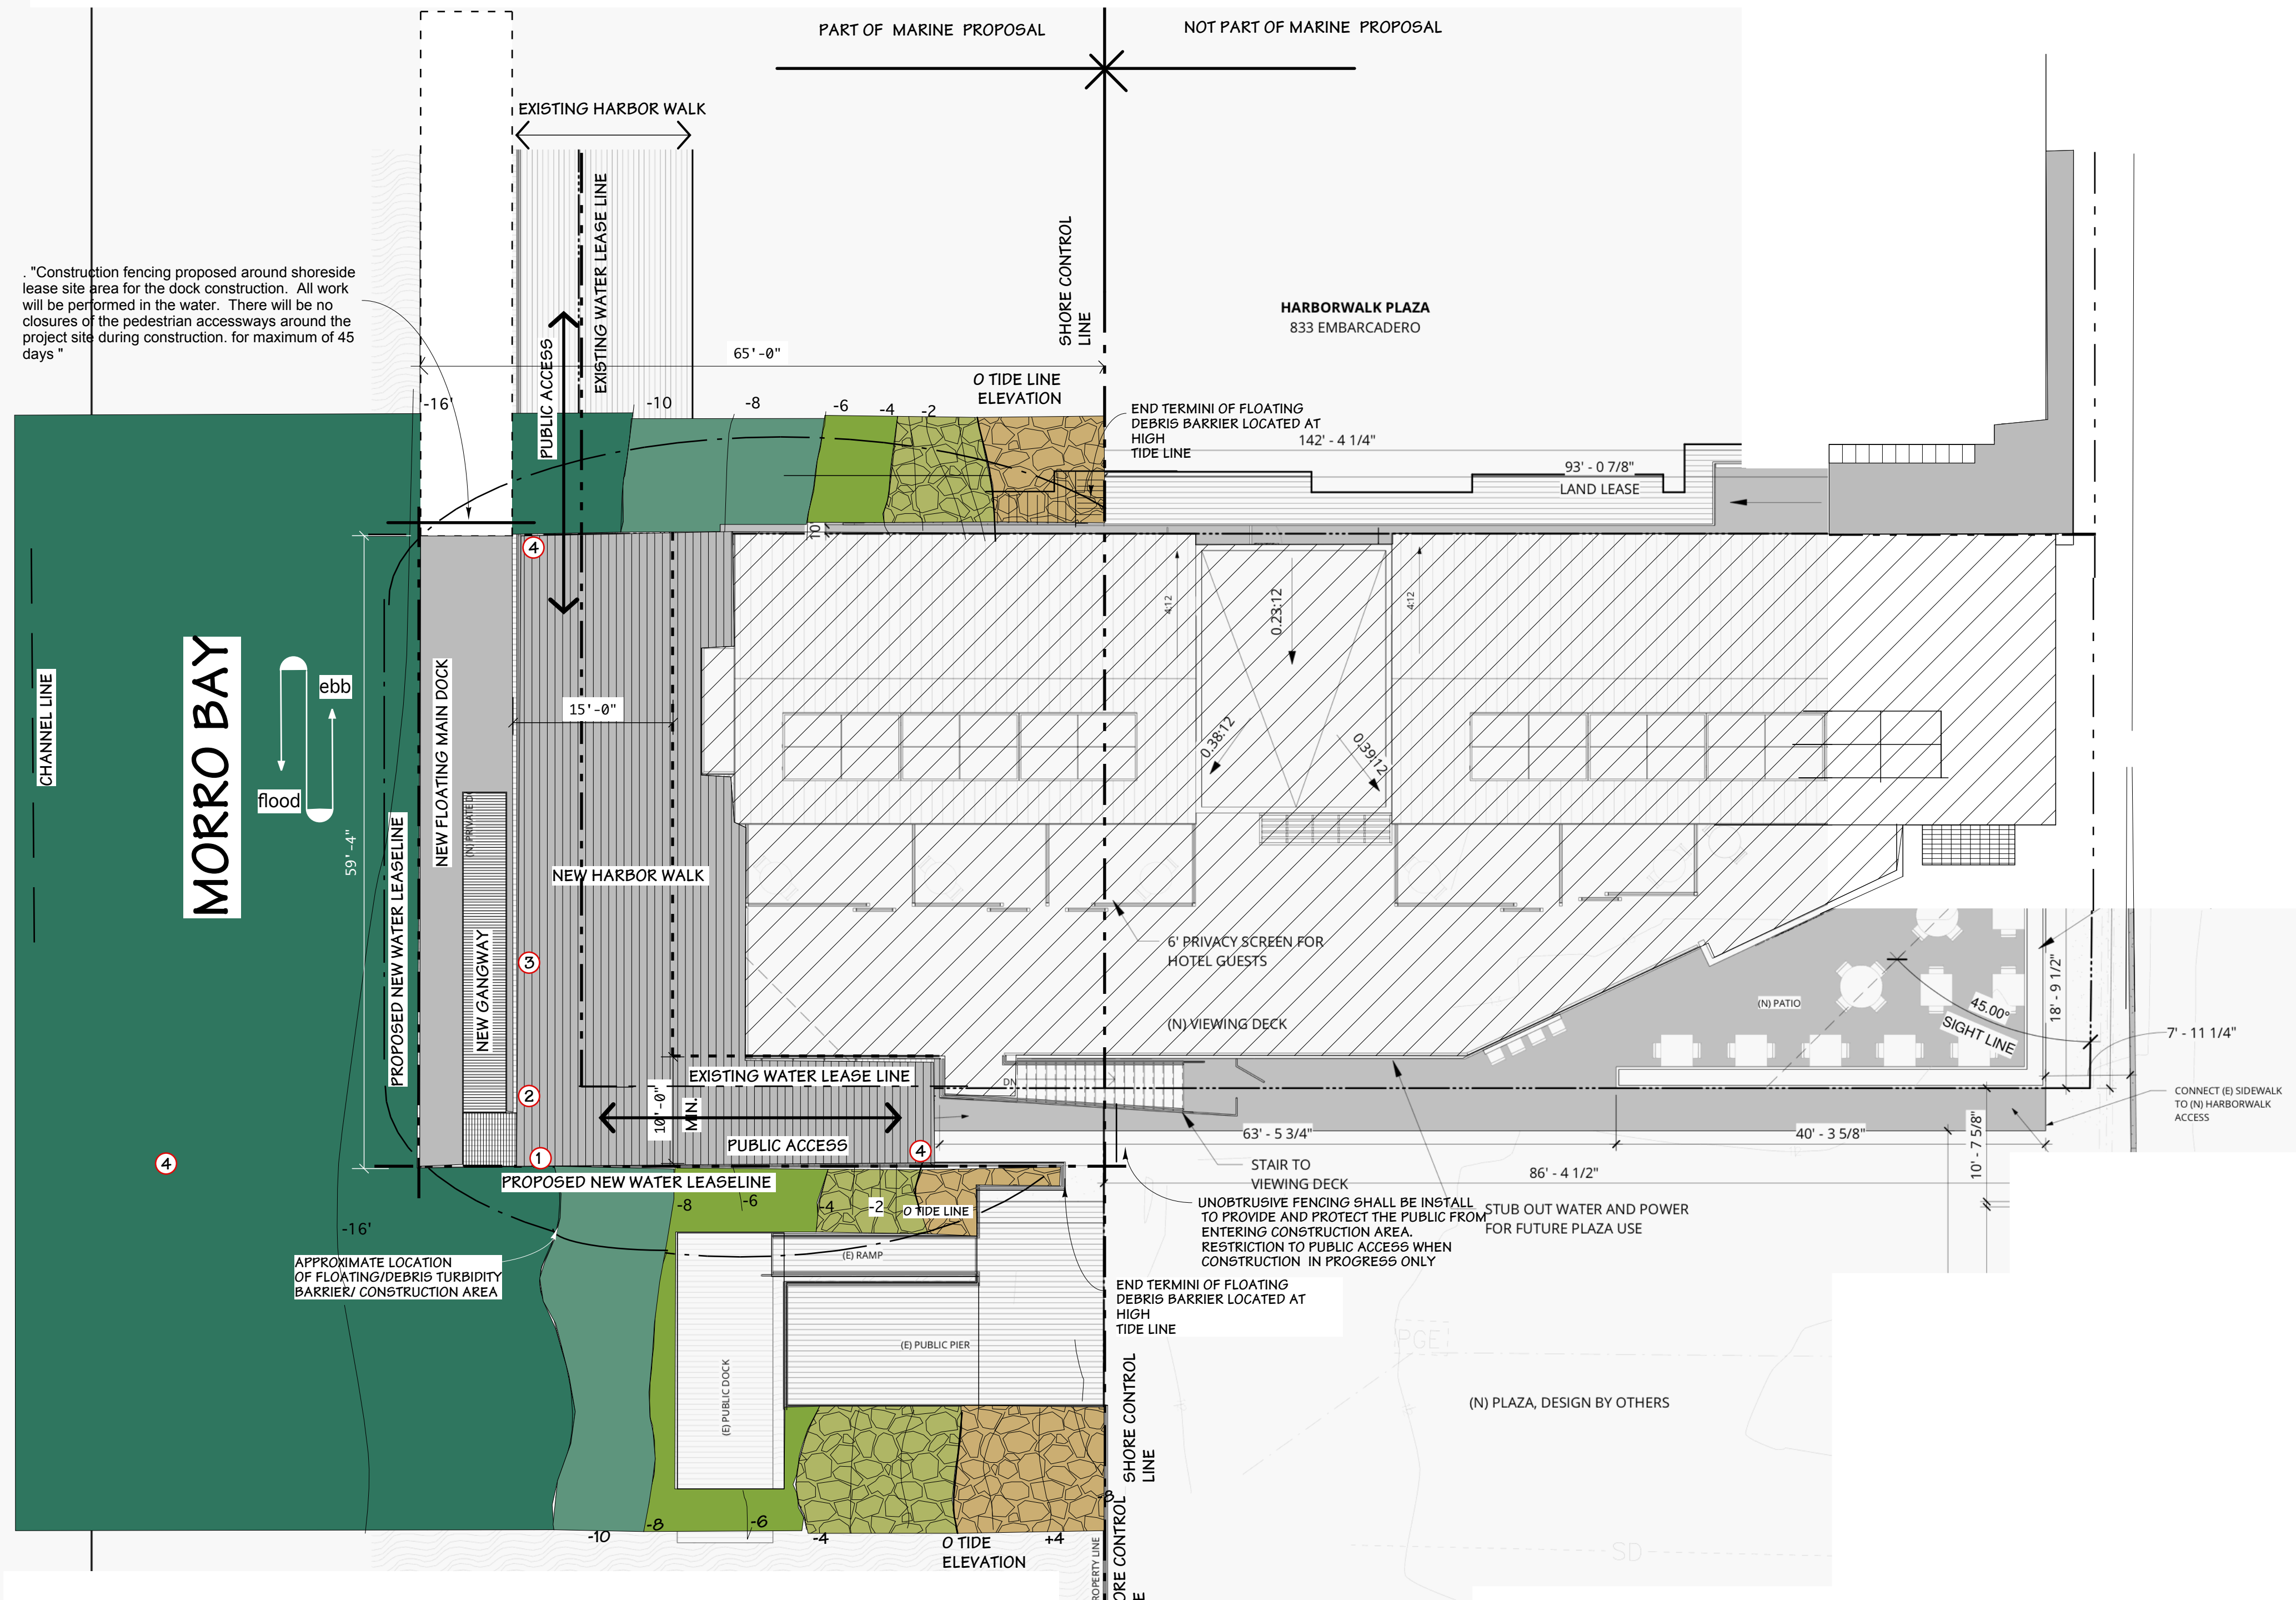 PART OF MARINE PROPOSAL
NOT PART OF MARINE PROPOSAL
EXISTING HARBOR WALK
EXISTING WATER LEASE LINE
PUBLIC ACCESS
SHORE CONTROL
LINE
. "Construction fencing proposed around shoreside
lease site area for the dock construction. All work
will be performed in the water. There will be no
closures of the pedestrian accessways around the
project site during construction. for maximum of 45
days "
HARBORWALK PLAZA
833 EMBARCADERO
65'-0"
O TIDE LINE
ELEVATION
-16'
-10
-8
-6
-4
-2
END TERMINI OF FLOATING
DEBRIS BARRIER LOCATED AT
HIGH
TIDE LINE
142' - 4 1/4"
93' - 0 7/8"
LAND LEASE
10'
4
4:12
0.23:12
4:12
0.38:12
0.39:12
CHANNEL LINE
MORRO BAY
ebb
flood
59'-4"
PROPOSED NEW WATER LEASELINE
NEW FLOATING MAIN DOCK
(N) PRIVATE D
NEW GANGWAY
15'-0"
NEW HARBOR WALK
3
2
1
4
4
6' PRIVACY SCREEN FOR
HOTEL GUESTS
(N) VIEWING DECK
(N) PATIO
45.00°
SIGHT LINE
18' - 9 1/2"
7' - 11 1/4"
CONNECT (E) SIDEWALK
TO (N) HARBORWALK
ACCESS
EXISTING WATER LEASE LINE
10'-0"
MIN.
PUBLIC ACCESS
PROPOSED NEW WATER LEASELINE
DN
63' - 5 3/4"
40' - 3 5/8"
10' - 7 5/8"
86' - 4 1/2"
STAIR TO
VIEWING DECK
UNOBTRUSIVE FENCING SHALL BE INSTALL
TO PROVIDE AND PROTECT THE PUBLIC FROM
ENTERING CONSTRUCTION AREA.
RESTRICTION TO PUBLIC ACCESS WHEN
CONSTRUCTION IN PROGRESS ONLY
STUB OUT WATER AND POWER
FOR FUTURE PLAZA USE
-16'
-8
-6
-4
-2
O TIDE LINE
APPROXIMATE LOCATION
OF FLOATING/DEBRIS TURBIDITY
BARRIER/ CONSTRUCTION AREA
(E) RAMP
(E) PUBLIC PIER
(E) PUBLIC DOCK
END TERMINI OF FLOATING
DEBRIS BARRIER LOCATED AT
HIGH
TIDE LINE
PGE
(N) PLAZA, DESIGN BY OTHERS
SHORE CONTROL
LINE
SD
-10
-8
-6
-4
O TIDE
ELEVATION
+4
-8
ROPERTY LINE
ORE CONTROL
E